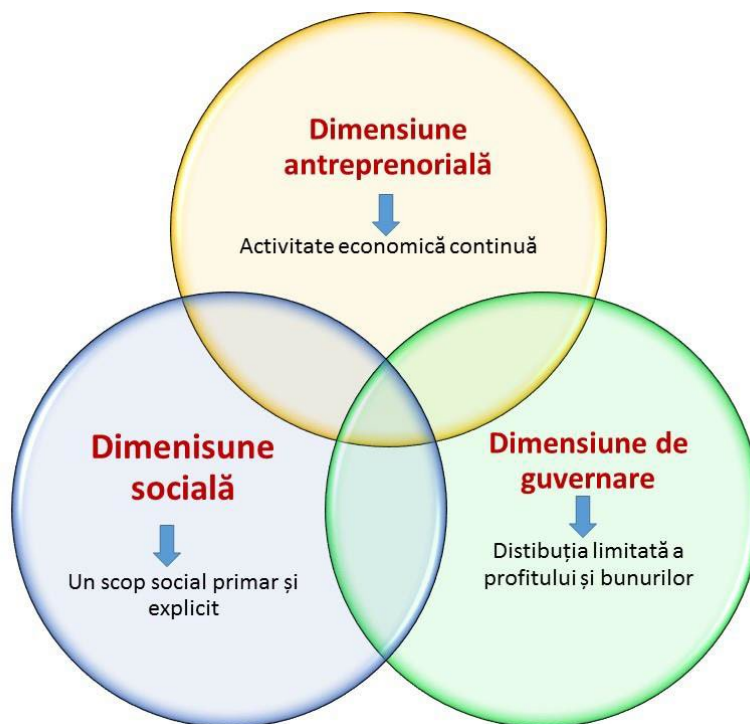 Dimensiune
antreprenorială
Activitate economică continuă
Dimenisune
socială
Un scop social primar și
explicit
Dimensiune de
guvernare
Distibuția limitată a
profitului și bunurilor